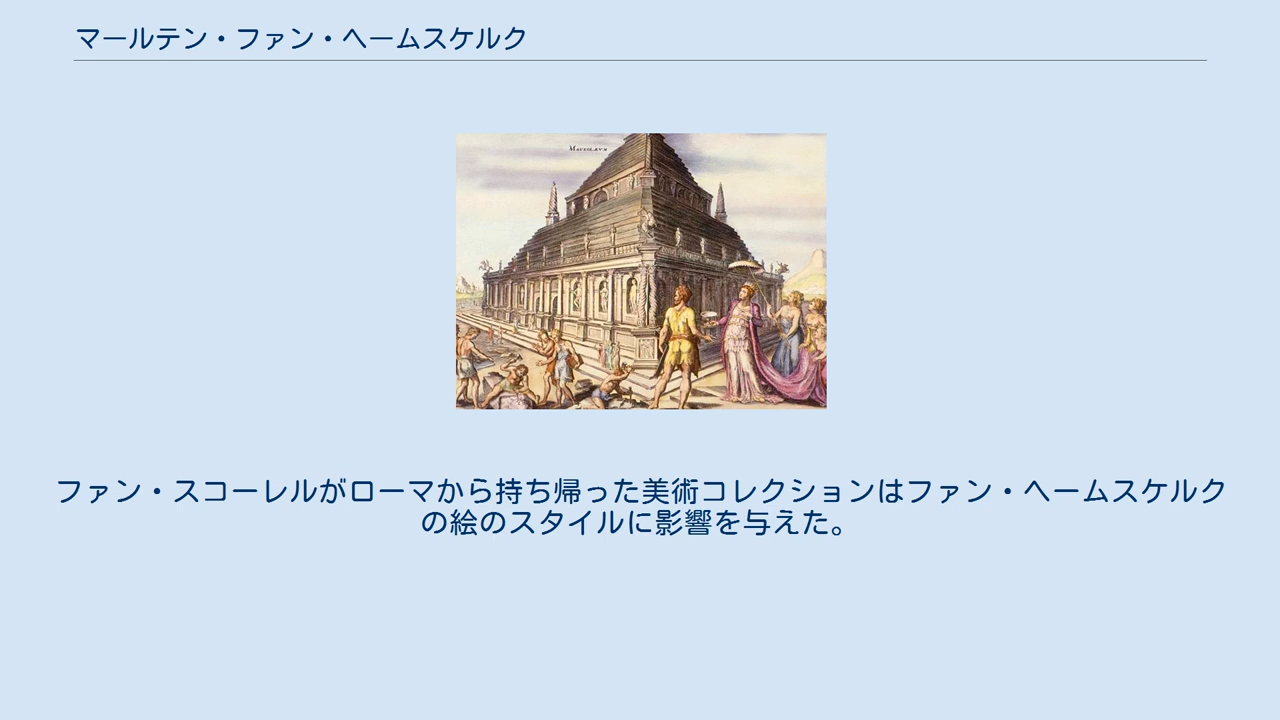 マールテン・ファン・ヘームスケルク
MAVSOLÆVM
ファン・スコーレルがローマから持ち帰った美術コレクションはファン・ヘームスケルク
の絵のスタイルに影響を与えた。